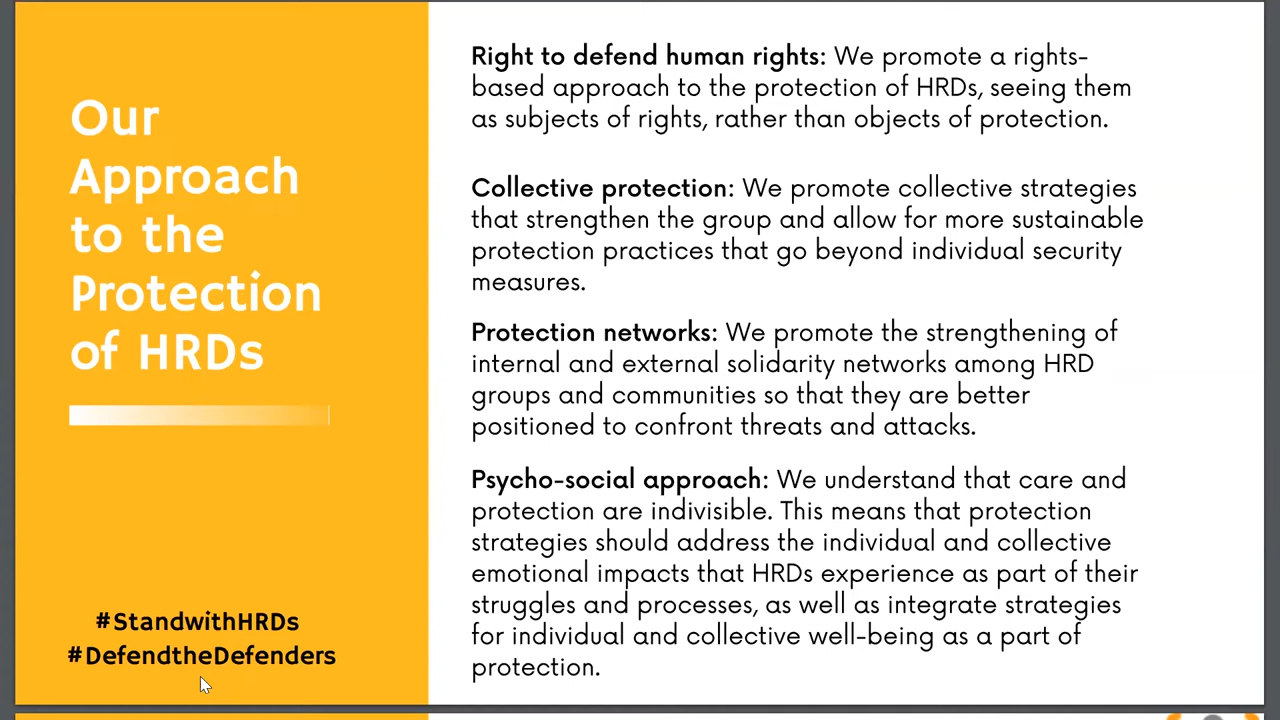 Our
Approach
to the
Protection
of HRDs
#StandwithHRDs
#DefendtheDefenders
Right to defend human rights: We promote a rights-
based approach to the protection of HRDs, seeing them
as subjects of rights, rather than objects of protection.
Collective protection: We promote collective strategies
that strengthen the group and allow for more sustainable
protection practices that go beyond individual security
measures.
Protection networks: We promote the strengthening of
internal and external solidarity networks among HRD
groups and communities so that they are better
positioned to confront threats and attacks.
Psycho-social approach: We understand that care and
protection are indivisible. This means that protection
strategies should address the individual and collective
emotional impacts that HRDs experience as part of their
struggles and processes, as well as integrate strategies
for individual and collective well-being as a part of
protection.